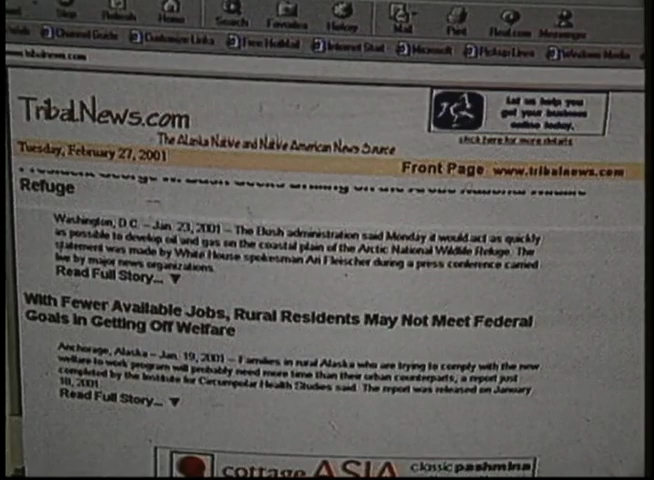 Stop Refresh Home Search Favorites History Mail Print Messenger
Channel Guide Customize Links Free HotMail Internet Start Microsoft Pickup Lines Windows Media
TribalNews.com
Let us help you
get your business
online today.
click here for more details
The Alaska Native and Native American News Source
Tuesday, February 27, 2001
Front Page www.tribalnews.com
Refuge
Washington, D.C. -- Jan. 23, 2001 -- The Bush administration said Monday it would act as quickly
as possible to develop oil and gas on the coastal plain of the Arctic National Wildlife Refuge. The
statement was made by White House spokesman Ari Fleischer during a press conference carried
live by major news organizations.
Read Full Story... ▼
With Fewer Available Jobs, Rural Residents May Not Meet Federal
Goals in Getting Off Welfare
Anchorage, Alaska -- Jan. 19, 2001 -- Families in rural Alaska who are trying to comply with the new
welfare to work program will probably need more time than their urban counterparts, a report just
completed by the Institute for Circumpolar Health Studies said. The report was released on January
18, 2001.
Read Full Story... ▼
cottage ASIA classic pashmina